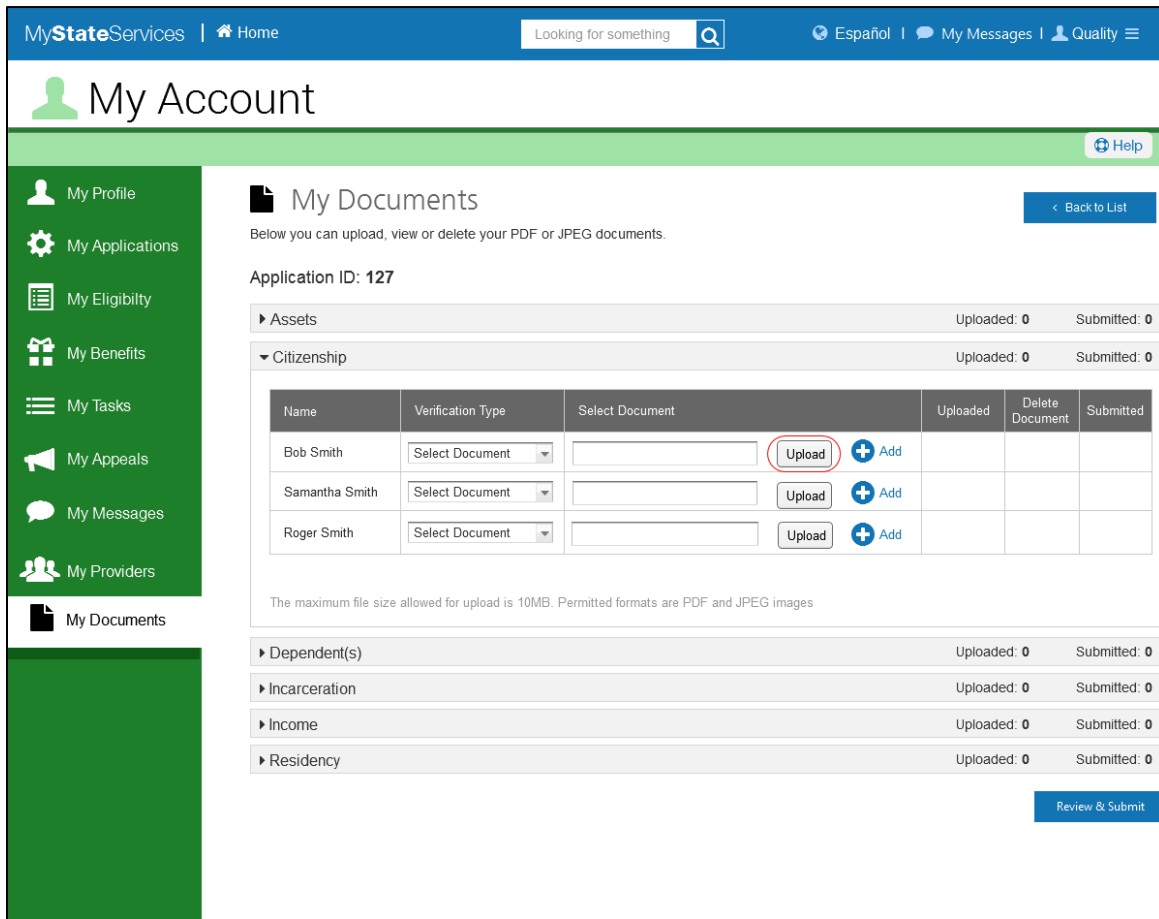 MyStateServices | Home Looking for something Español | My Messages | Quality
My Account
Help
My Profile
My Applications
My Eligibilty
My Benefits
My Tasks
My Appeals
My Messages
My Providers
My Documents
My Documents
< Back to List
Below you can upload, view or delete your PDF or JPEG documents.
Application ID: 127
Assets Uploaded: 0 Submitted: 0
Citizenship Uploaded: 0 Submitted: 0
Name Verification Type Select Document Uploaded Delete Document Submitted
Bob Smith Select Document Upload Add
Samantha Smith Select Document Upload Add
Roger Smith Select Document Upload Add
The maximum file size allowed for upload is 10MB. Permitted formats are PDF and JPEG images
Dependent(s) Uploaded: 0 Submitted: 0
Incarceration Uploaded: 0 Submitted: 0
Income Uploaded: 0 Submitted: 0
Residency Uploaded: 0 Submitted: 0
Review & Submit